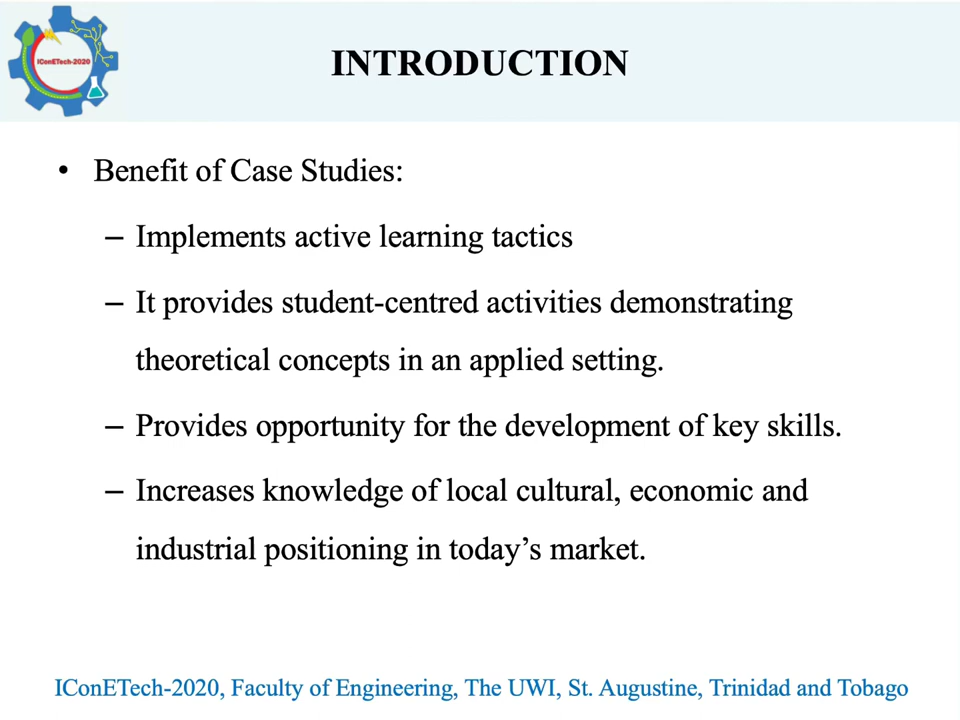 IConETech-2020
INTRODUCTION
• Benefit of Case Studies:
– Implements active learning tactics
– It provides student-centred activities demonstrating
theoretical concepts in an applied setting.
– Provides opportunity for the development of key skills.
– Increases knowledge of local cultural, economic and
industrial positioning in today’s market.
IConETech-2020, Faculty of Engineering, The UWI, St. Augustine, Trinidad and Tobago